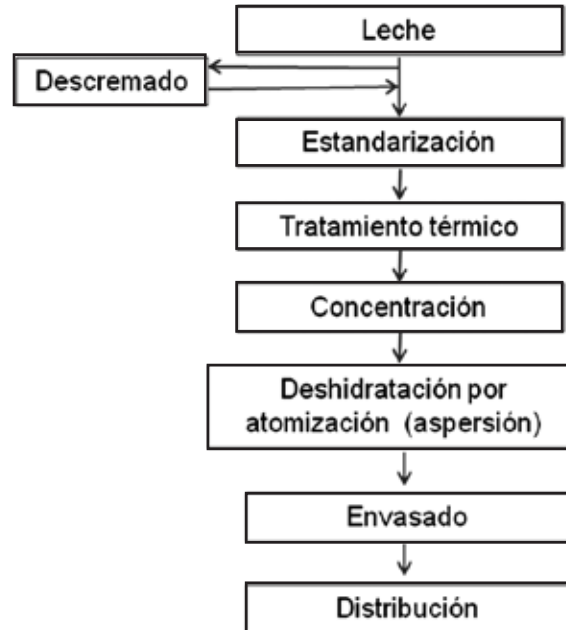 Leche
Descremado
Estandarización
Tratamiento térmico
Concentración
Deshidratación por
atomización (aspersión)
Envasado
Distribución